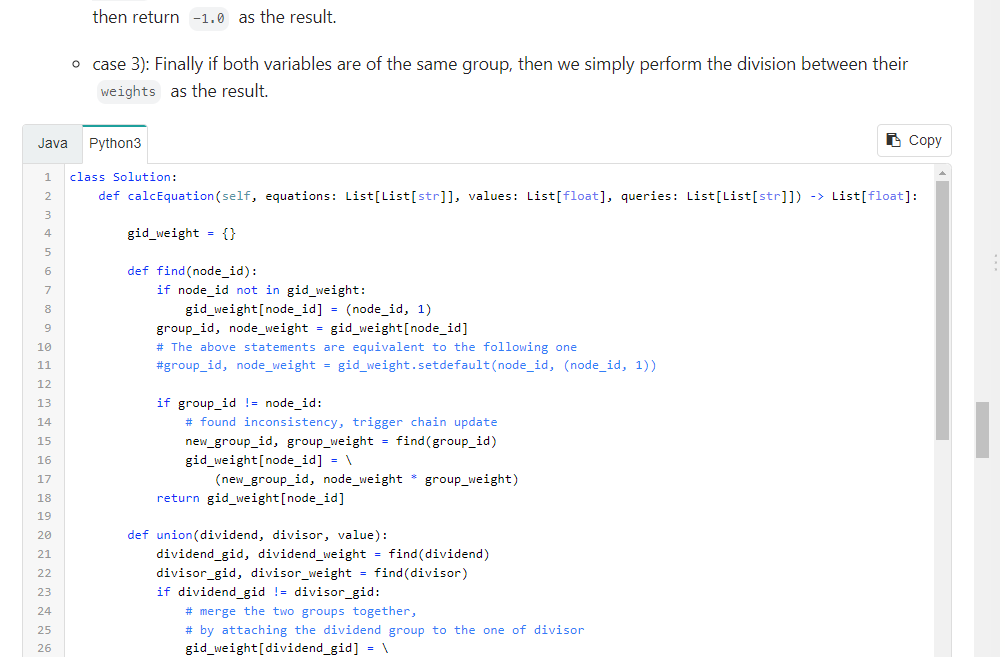 then return -1.0 as the result.
case 3): Finally if both variables are of the same group, then we simply perform the division between their
weights as the result.
Java Python3 Copy
1 class Solution:
2 def calcEquation(self, equations: List[List[str]], values: List[float], queries: List[List[str]]) -> List[float]:
3
4 gid_weight = {}
5
6 def find(node_id):
7 if node_id not in gid_weight:
8 gid_weight[node_id] = (node_id, 1)
9 group_id, node_weight = gid_weight[node_id]
10 # The above statements are equivalent to the following one
11 #group_id, node_weight = gid_weight.setdefault(node_id, (node_id, 1))
12
13 if group_id != node_id:
14 # found inconsistency, trigger chain update
15 new_group_id, group_weight = find(group_id)
16 gid_weight[node_id] = \
17 (new_group_id, node_weight * group_weight)
18 return gid_weight[node_id]
19
20 def union(dividend, divisor, value):
21 dividend_gid, dividend_weight = find(dividend)
22 divisor_gid, divisor_weight = find(divisor)
23 if dividend_gid != divisor_gid:
24 # merge the two groups together,
25 # by attaching the dividend group to the one of divisor
26 gid_weight[dividend_gid] = \